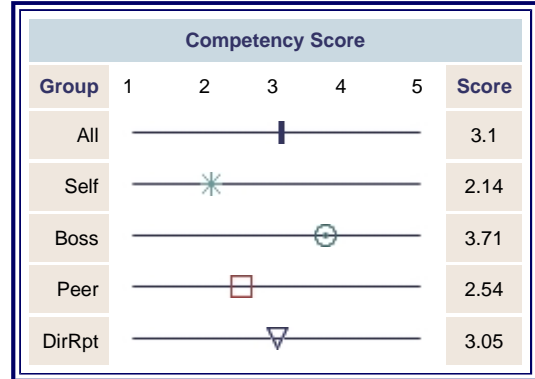 Competency Score
Group 1 2 3 4 5 Score
All 3.1
Self 2.14
Boss 3.71
Peer 2.54
DirRpt 3.05